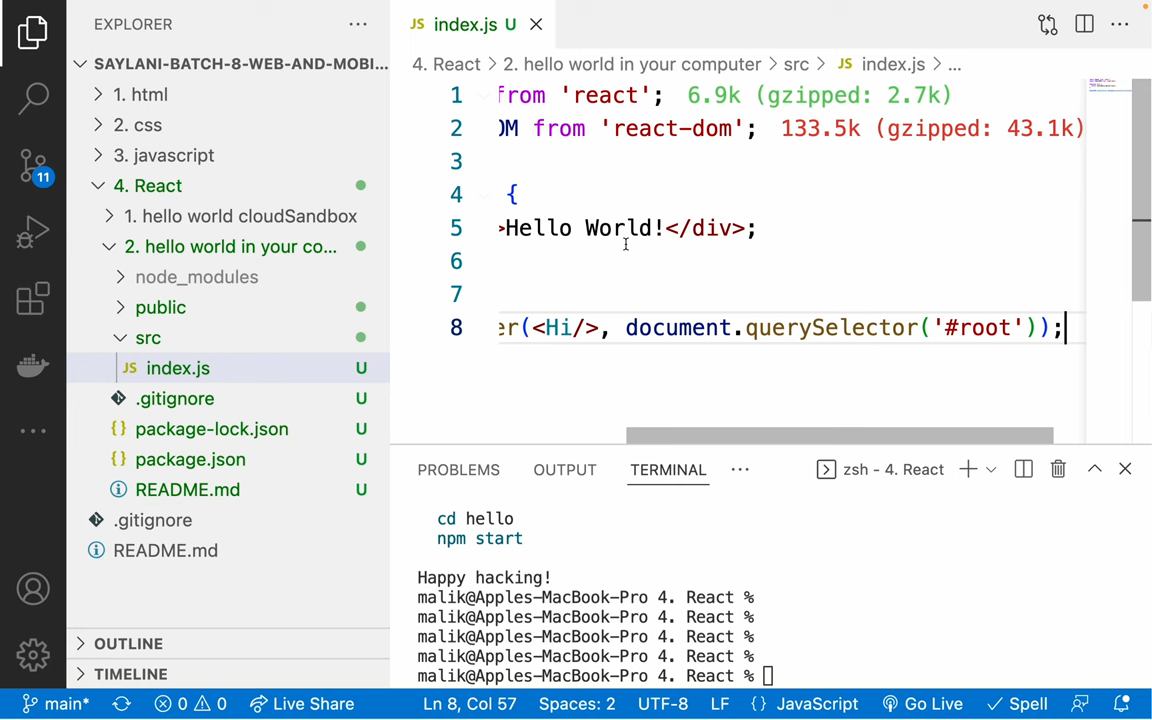 EXPLORER
SAYLANI-BATCH-8-WEB-AND-MOBI...
1. html
2. css
3. javascript
4. React
1. hello world cloudSandbox
2. hello world in your co...
node_modules
public
src
JS index.js U
.gitignore U
{} package-lock.json U
{} package.json U
README.md U
.gitignore
README.md
OUTLINE
TIMELINE
11
JS index.js U
4. React > 2. hello world in your computer > src > JS index.js > ...
1 from 'react'; 6.9k (gzipped: 2.7k)
2 OM from 'react-dom'; 133.5k (gzipped: 43.1k)
3
4 {
5 >Hello World!</div>;
6
7
8 er(<Hi/>, document.querySelector('#root'));
PROBLEMS OUTPUT TERMINAL ... zsh - 4. React
cd hello
npm start
Happy hacking!
malik@Apples-MacBook-Pro 4. React %
malik@Apples-MacBook-Pro 4. React %
malik@Apples-MacBook-Pro 4. React %
malik@Apples-MacBook-Pro 4. React %
malik@Apples-MacBook-Pro 4. React %
main* 0 0 Live Share Ln 8, Col 57 Spaces: 2 UTF-8 LF {} JavaScript Go Live Spell